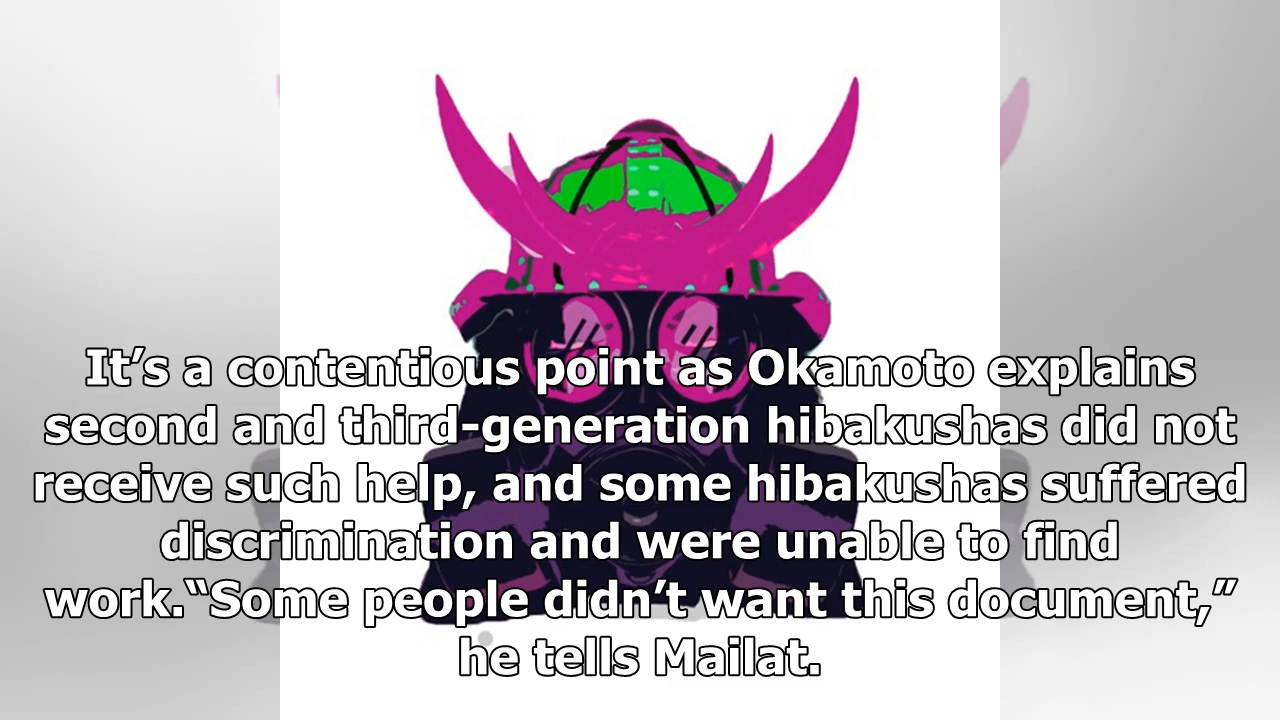 It’s a contentious point as Okamoto explains
second and third-generation hibakushas did not
receive such help, and some hibakushas suffered
discrimination and were unable to find
work.“Some people didn’t want this document,”
he tells Mailat.